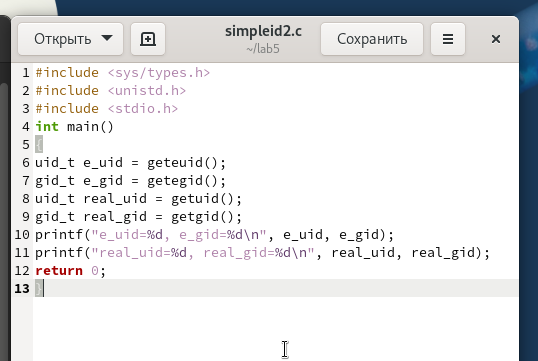 Открыть
simpleid2.c
~/lab5
Сохранить
1 #include <sys/types.h>
2 #include <unistd.h>
3 #include <stdio.h>
4 int main()
5 {
6 uid_t e_uid = geteuid();
7 gid_t e_gid = getegid();
8 uid_t real_uid = getuid();
9 gid_t real_gid = getgid();
10 printf("e_uid=%d, e_gid=%d\n", e_uid, e_gid);
11 printf("real_uid=%d, real_gid=%d\n", real_uid, real_gid);
12 return 0;
13 }